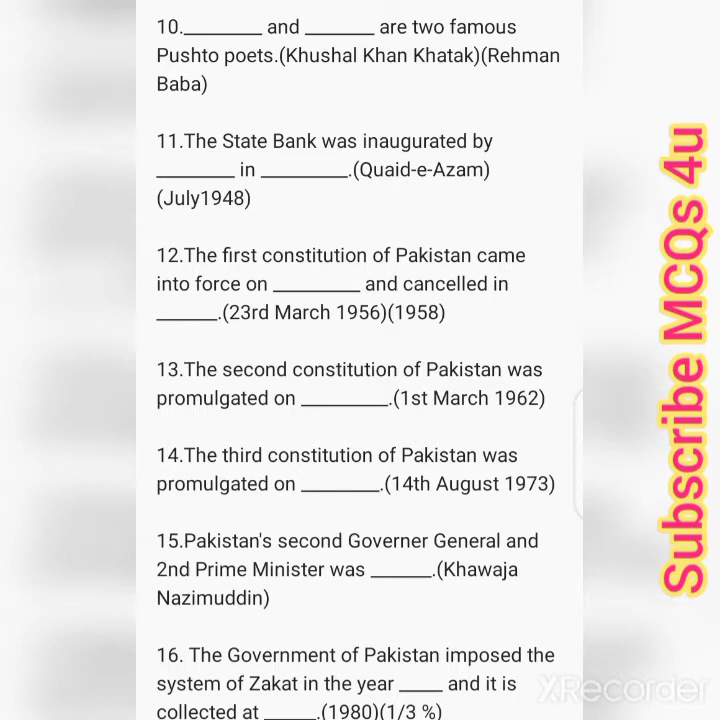 10._________ and ________ are two famous
Pushto poets.(Khushal Khan Khatak)(Rehman
Baba)
11.The State Bank was inaugurated by
_________ in __________.(Quaid-e-Azam)
(July1948)
12.The first constitution of Pakistan came
into force on __________ and cancelled in
_______.(23rd March 1956)(1958)
13.The second constitution of Pakistan was
promulgated on __________.(1st March 1962)
14.The third constitution of Pakistan was
promulgated on _________.(14th August 1973)
15.Pakistan's second Governer General and
2nd Prime Minister was _______.(Khawaja
Nazimuddin)
16. The Government of Pakistan imposed the
system of Zakat in the year _____ and it is
collected at ______.(1980)(1/3 %)
Subscribe MCQs 4u
XRecorder